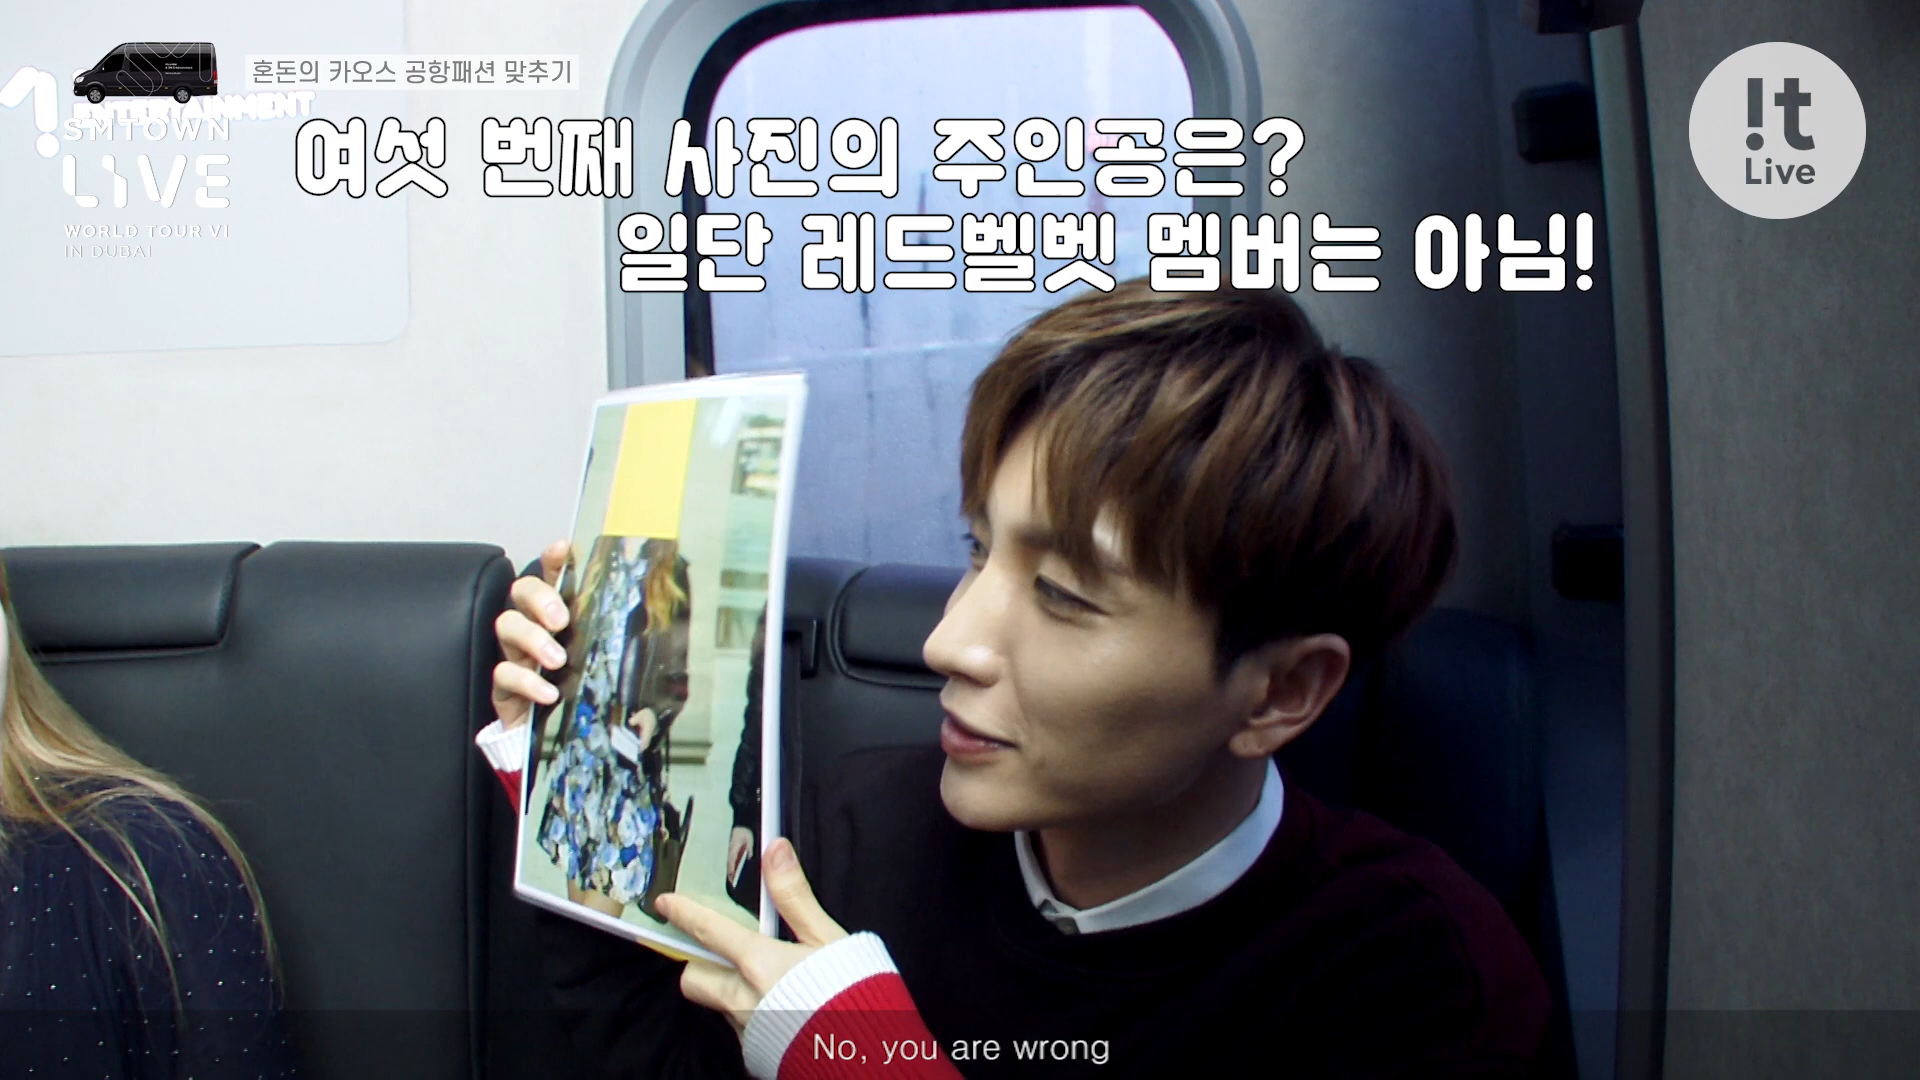 혼돈의 카오스 공항패션 맞추기
ENTERTAINMENT
SMTOWN
LIVE
WORLD TOUR VI
IN DUBAI
여섯 번째 사진의 주인공은?
일단 레드벨벳 멤버는 아님!
!t
Live
No, you are wrong